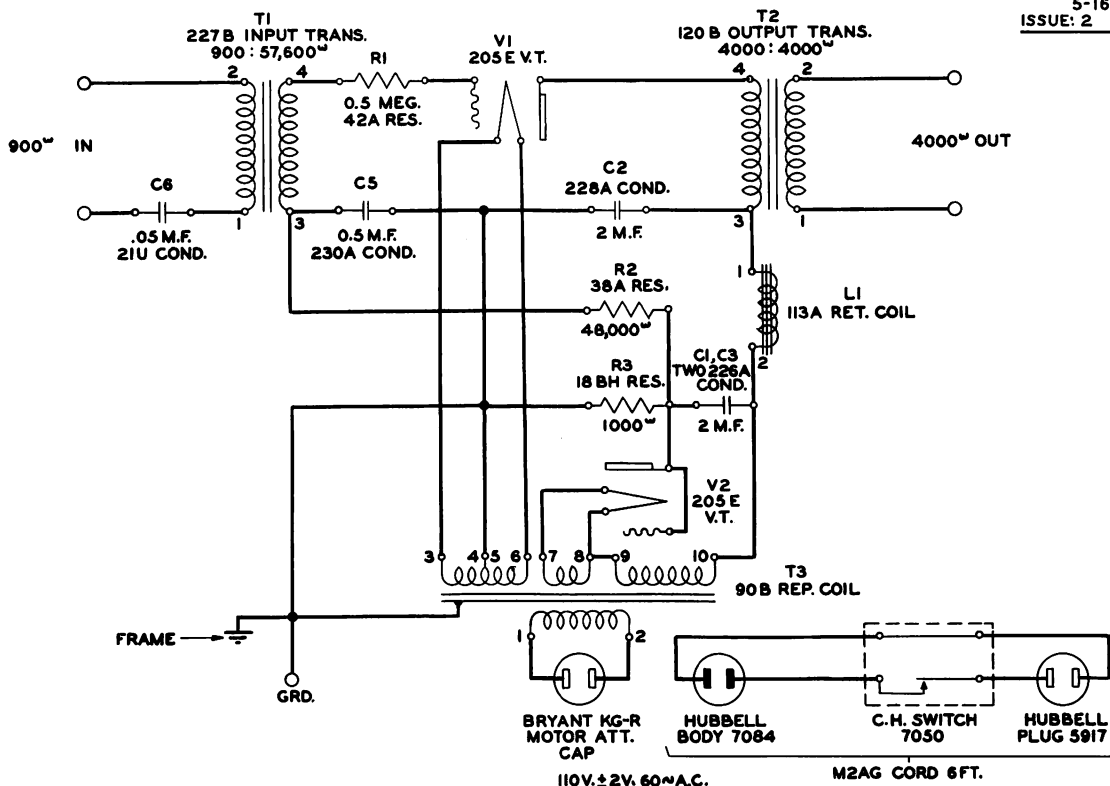 5-16
ISSUE: 2
T1
227B INPUT TRANS.
900 : 57,600ω
V1
205 E V.T.
T2
120 B OUTPUT TRANS.
4000 : 4000ω
2
4
R1
0.5 MEG.
42A RES.
4
2
900ω IN
4000ω OUT
C6
.05 M.F.
21U COND.
1
3
C5
0.5 M.F.
230A COND.
C2
228A COND.
2 M.F.
3
1
R2
38A RES.
48,000ω
1
L1
113A RET. COIL
2
R3
18 BH RES.
1000ω
C1, C3
TWO 226A
COND.
2 M.F.
V2
205 E
V.T.
3
4
5
6
7
8
9
10
T3
90B REP. COIL
FRAME
GRD.
1
2
BRYANT KG-R
MOTOR ATT.
CAP
110V. ± 2V. 60~A.C.
HUBBELL
BODY 7084
C.H. SWITCH
7050
HUBBELL
PLUG 5917
M2AG CORD 6FT.